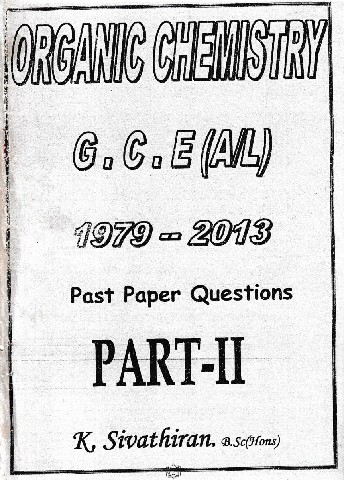 ORGANIC CHEMISTRY
G . C . E (A/L)
1979 -- 2013
Past Paper Questions
PART-II
K. Sivathiran. B.Sc(Hons)